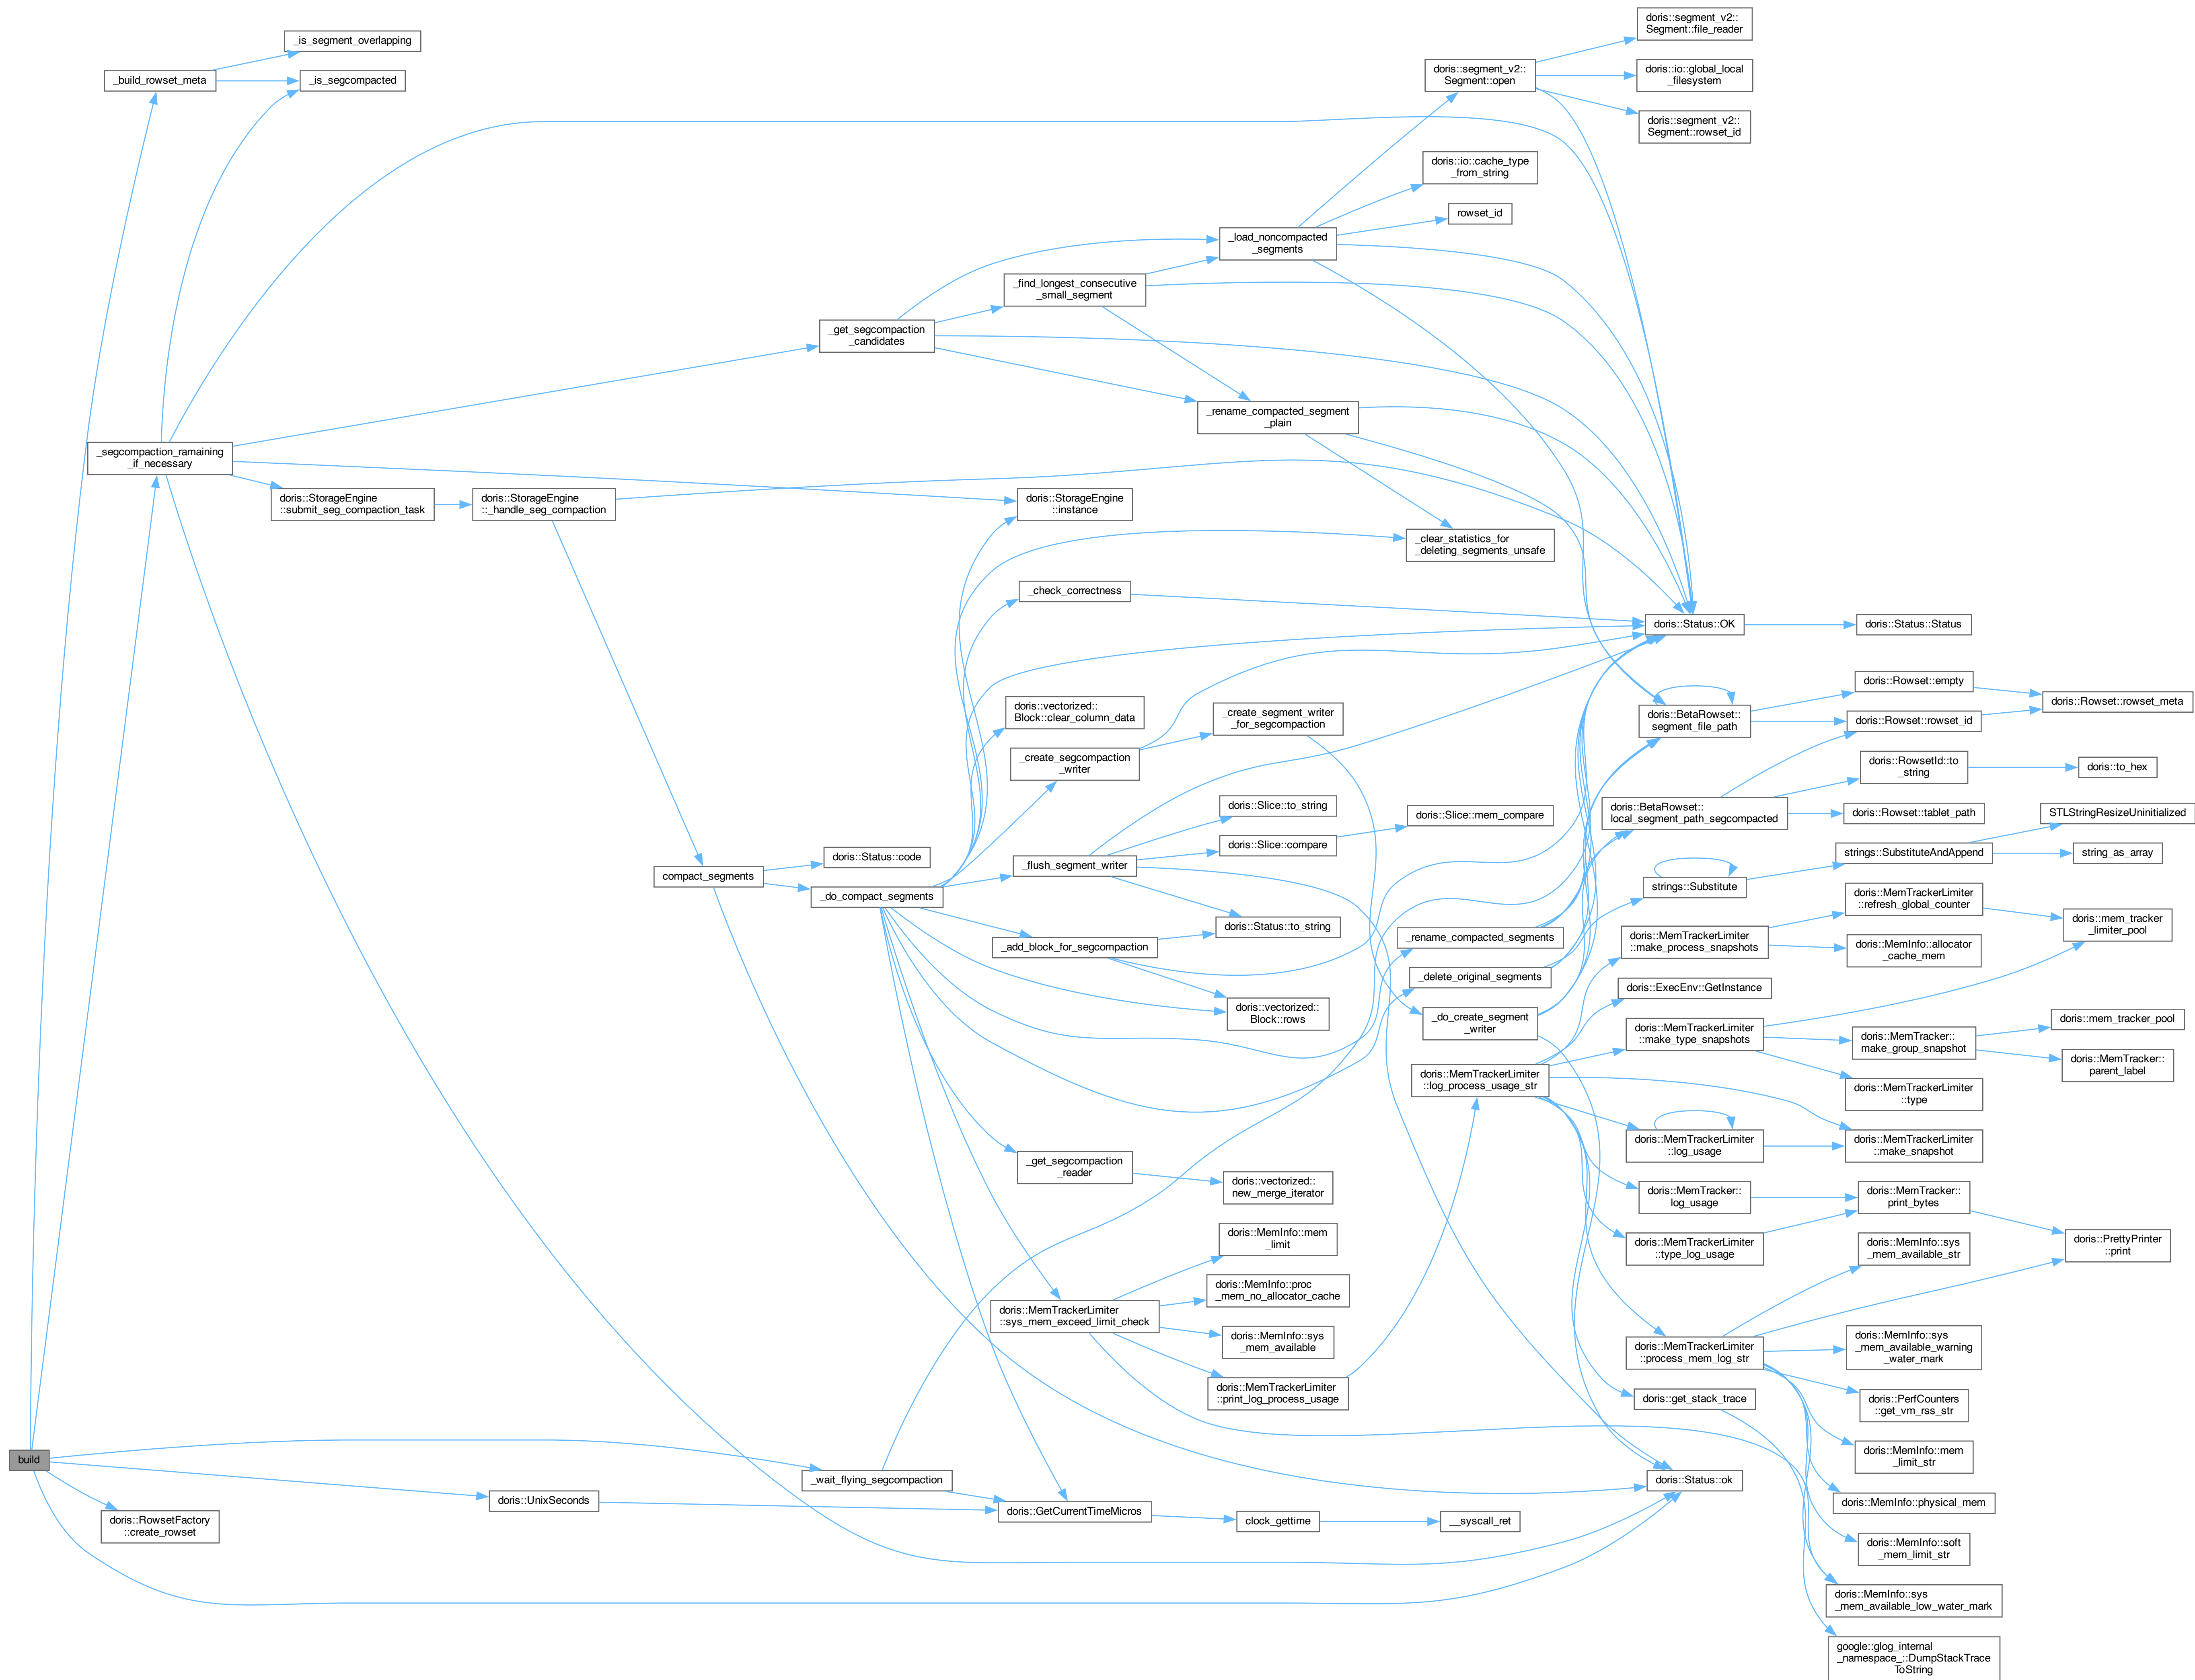 _is_segment_overlapping
_build_rowset_meta
_is_segcompacted
doris::segment_v2::
Segment::file_reader
doris::segment_v2::
Segment::open
doris::io::global_local
_filesystem
doris::segment_v2::
Segment::rowset_id
doris::io::cache_type
_from_string
rowset_id
_load_noncompacted
_segments
_find_longest_consecutive
_small_segment
_get_segcompaction
_candidates
_rename_compacted_segment
_plain
_segcompaction_ramaining
_if_necessary
doris::StorageEngine
::submit_seg_compaction_task
doris::StorageEngine
::_handle_seg_compaction
doris::StorageEngine
::instance
_clear_statistics_for
_deleting_segments_unsafe
_check_correctness
doris::Status::OK
doris::Status::Status
doris::vectorized::
Block::clear_column_data
_create_segment_writer
_for_segcompaction
doris::BetaRowset::
segment_file_path
doris::Rowset::empty
doris::Rowset::rowset_meta
doris::Rowset::rowset_id
_create_segcompaction
_writer
doris::RowsetId::to
_string
doris::to_hex
doris::Slice::to_string
doris::Slice::mem_compare
doris::BetaRowset::
local_segment_path_segcompacted
doris::Rowset::tablet_path
STLStringResizeUninitialized
doris::Slice::compare
strings::SubstituteAndAppend
string_as_array
doris::Status::code
compact_segments
_flush_segment_writer
_do_compact_segments
strings::Substitute
doris::MemTrackerLimiter
::refresh_global_counter
doris::mem_tracker
_limiter_pool
doris::Status::to_string
_add_block_for_segcompaction
_rename_compacted_segments
doris::MemTrackerLimiter
::make_process_snapshots
doris::MemInfo::allocator
_cache_mem
_delete_original_segments
doris::ExecEnv::GetInstance
doris::vectorized::
Block::rows
_do_create_segment
_writer
doris::MemTrackerLimiter
::make_type_snapshots
doris::MemTracker::
make_group_snapshot
doris::mem_tracker_pool
doris::MemTracker::
parent_label
doris::MemTrackerLimiter
::log_process_usage_str
doris::MemTrackerLimiter
::type
doris::MemTrackerLimiter
::log_usage
doris::MemTrackerLimiter
::make_snapshot
_get_segcompaction
_reader
doris::vectorized::
new_merge_iterator
doris::MemTracker::
log_usage
doris::MemTracker::
print_bytes
doris::MemInfo::mem
_limit
doris::MemTrackerLimiter
::type_log_usage
doris::MemInfo::sys
_mem_available_str
doris::PrettyPrinter
::print
doris::MemInfo::proc
_mem_no_allocator_cache
doris::MemTrackerLimiter
::sys_mem_exceed_limit_check
doris::MemInfo::sys
_mem_available
doris::MemTrackerLimiter
::process_mem_log_str
doris::MemInfo::sys
_mem_available_warning
_water_mark
doris::MemTrackerLimiter
::print_log_process_usage
doris::get_stack_trace
doris::PerfCounters
::get_vm_rss_str
doris::MemInfo::mem
_limit_str
build
_wait_flying_segcompaction
doris::Status::ok
doris::UnixSeconds
doris::GetCurrentTimeMicros
doris::MemInfo::physical_mem
doris::RowsetFactory
::create_rowset
clock_gettime
__syscall_ret
doris::MemInfo::soft
_mem_limit_str
doris::MemInfo::sys
_mem_available_low_water_mark
google::glog_internal
_namespace_::DumpStackTrace
ToString